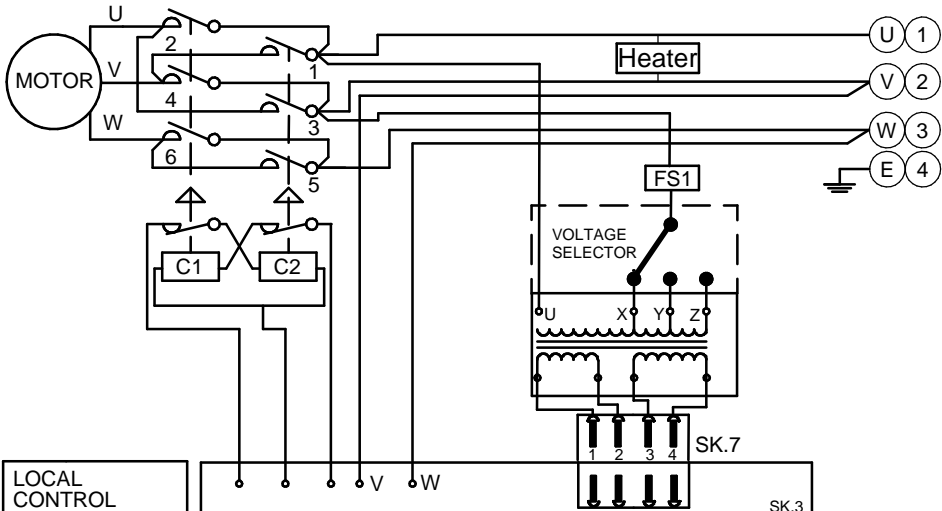 U
2
1
Heater
U 1
MOTOR
V
4
3
V 2
W
6
5
W 3
E 4
FS1
VOLTAGE
SELECTOR
C1
C2
U
X
Y
Z
1 2 3 4
SK.7
LOCAL
CONTROL
V
W
SK.3